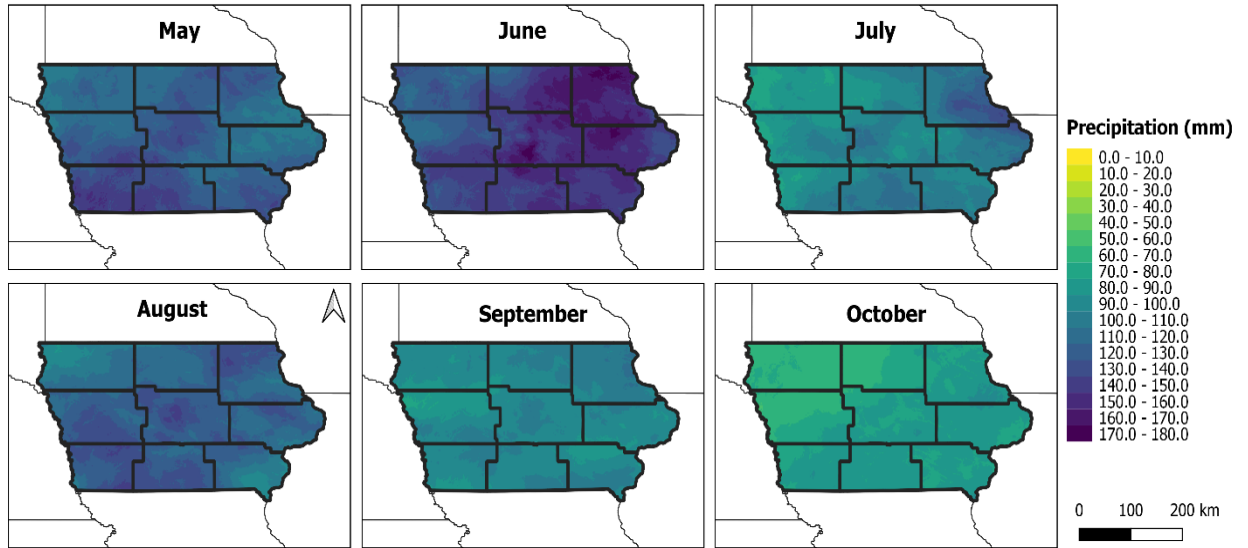 May
June
July
August
September
October
Precipitation (mm)
0.0 - 10.0
10.0 - 20.0
20.0 - 30.0
30.0 - 40.0
40.0 - 50.0
50.0 - 60.0
60.0 - 70.0
70.0 - 80.0
80.0 - 90.0
90.0 - 100.0
100.0 - 110.0
110.0 - 120.0
120.0 - 130.0
130.0 - 140.0
140.0 - 150.0
150.0 - 160.0
160.0 - 170.0
170.0 - 180.0
0 100 200 km